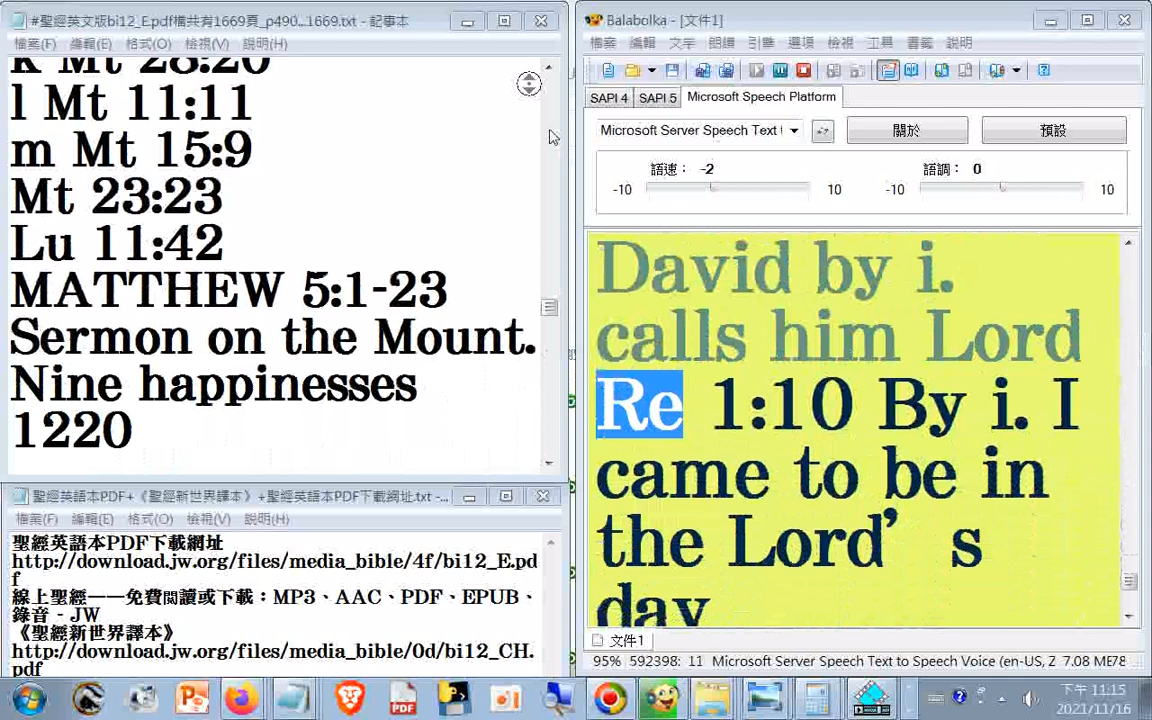 #聖經英文版bi12_E.pdf檔共有1669頁_p490...1669.txt - 記事本
檔案(F) 編輯(E) 格式(O) 檢視(V) 說明(H)
k Mt 28:20
l Mt 11:11
m Mt 15:9
Mt 23:23
Lu 11:42
MATTHEW 5:1-23
Sermon on the Mount.
Nine happinesses
1220
聖經英語本PDF+《聖經新世界譯本》+聖經英語本PDF下載網址.txt -...
檔案(F) 編輯(E) 格式(O) 檢視(V) 說明(H)
聖經英語本PDF下載網址
http://download.jw.org/files/media_bible/4f/bi12_E.pd
f
線上聖經——免費閱讀或下載：MP3、AAC、PDF、EPUB、
錄音 - JW
《聖經新世界譯本》
http://download.jw.org/files/media_bible/0d/bi12_CH.
pdf
Balabolka - [文件1]
檔案 編輯 文字 朗讀 引擎 選項 檢視 工具 書籤 說明
SAPI 4 SAPI 5 Microsoft Speech Platform
Microsoft Server Speech Text 關於 預設
語速： -2 語調： 0
-10 10 -10 10
David by i.
calls him Lord
Re 1:10 By i. I
came to be in
the Lord’s
day
文件1
95% 592398: 11 Microsoft Server Speech Text to Speech Voice (en-US, Z 7.08 ME78
PDF
下午 11:15
2021/11/16